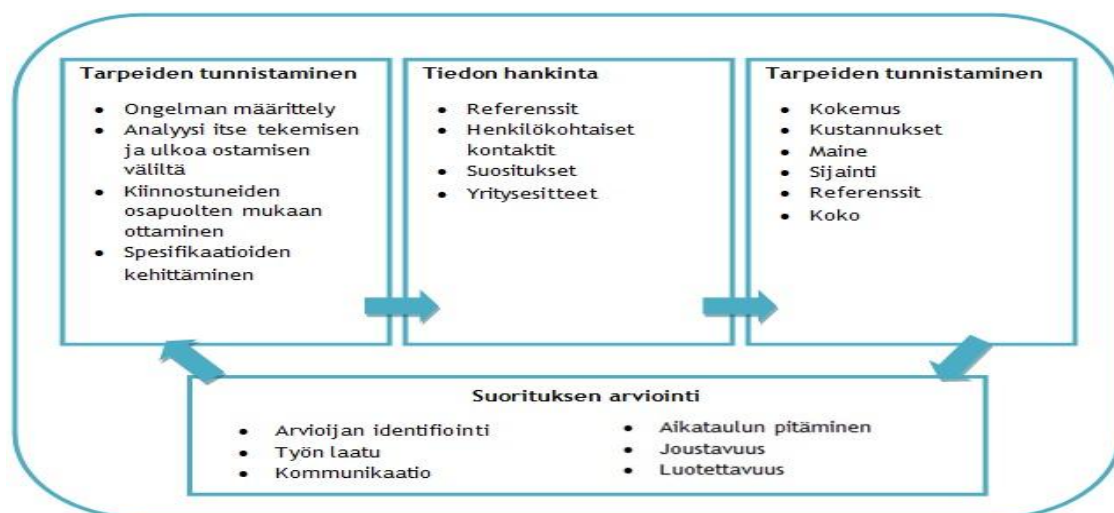 Tarpeiden tunnistaminen
• Ongelman määrittely
• Analyysi itse tekemisen
ja ulkoa ostamisen
väliltä
• Kiinnostuneiden
osapuolten mukaan
ottaminen
• Spesifikaatioiden
kehittäminen
Tiedon hankinta
• Referenssit
• Henkilökohtaiset
kontaktit
• Suositukset
• Yritysesitteet
Tarpeiden tunnistaminen
• Kokemus
• Kustannukset
• Maine
• Sijainti
• Referenssit
• Koko
Suorituksen arviointi
• Arvioijan identifiointi
• Työn laatu
• Kommunikaatio
• Aikataulun pitäminen
• Joustavuus
• Luotettavuus